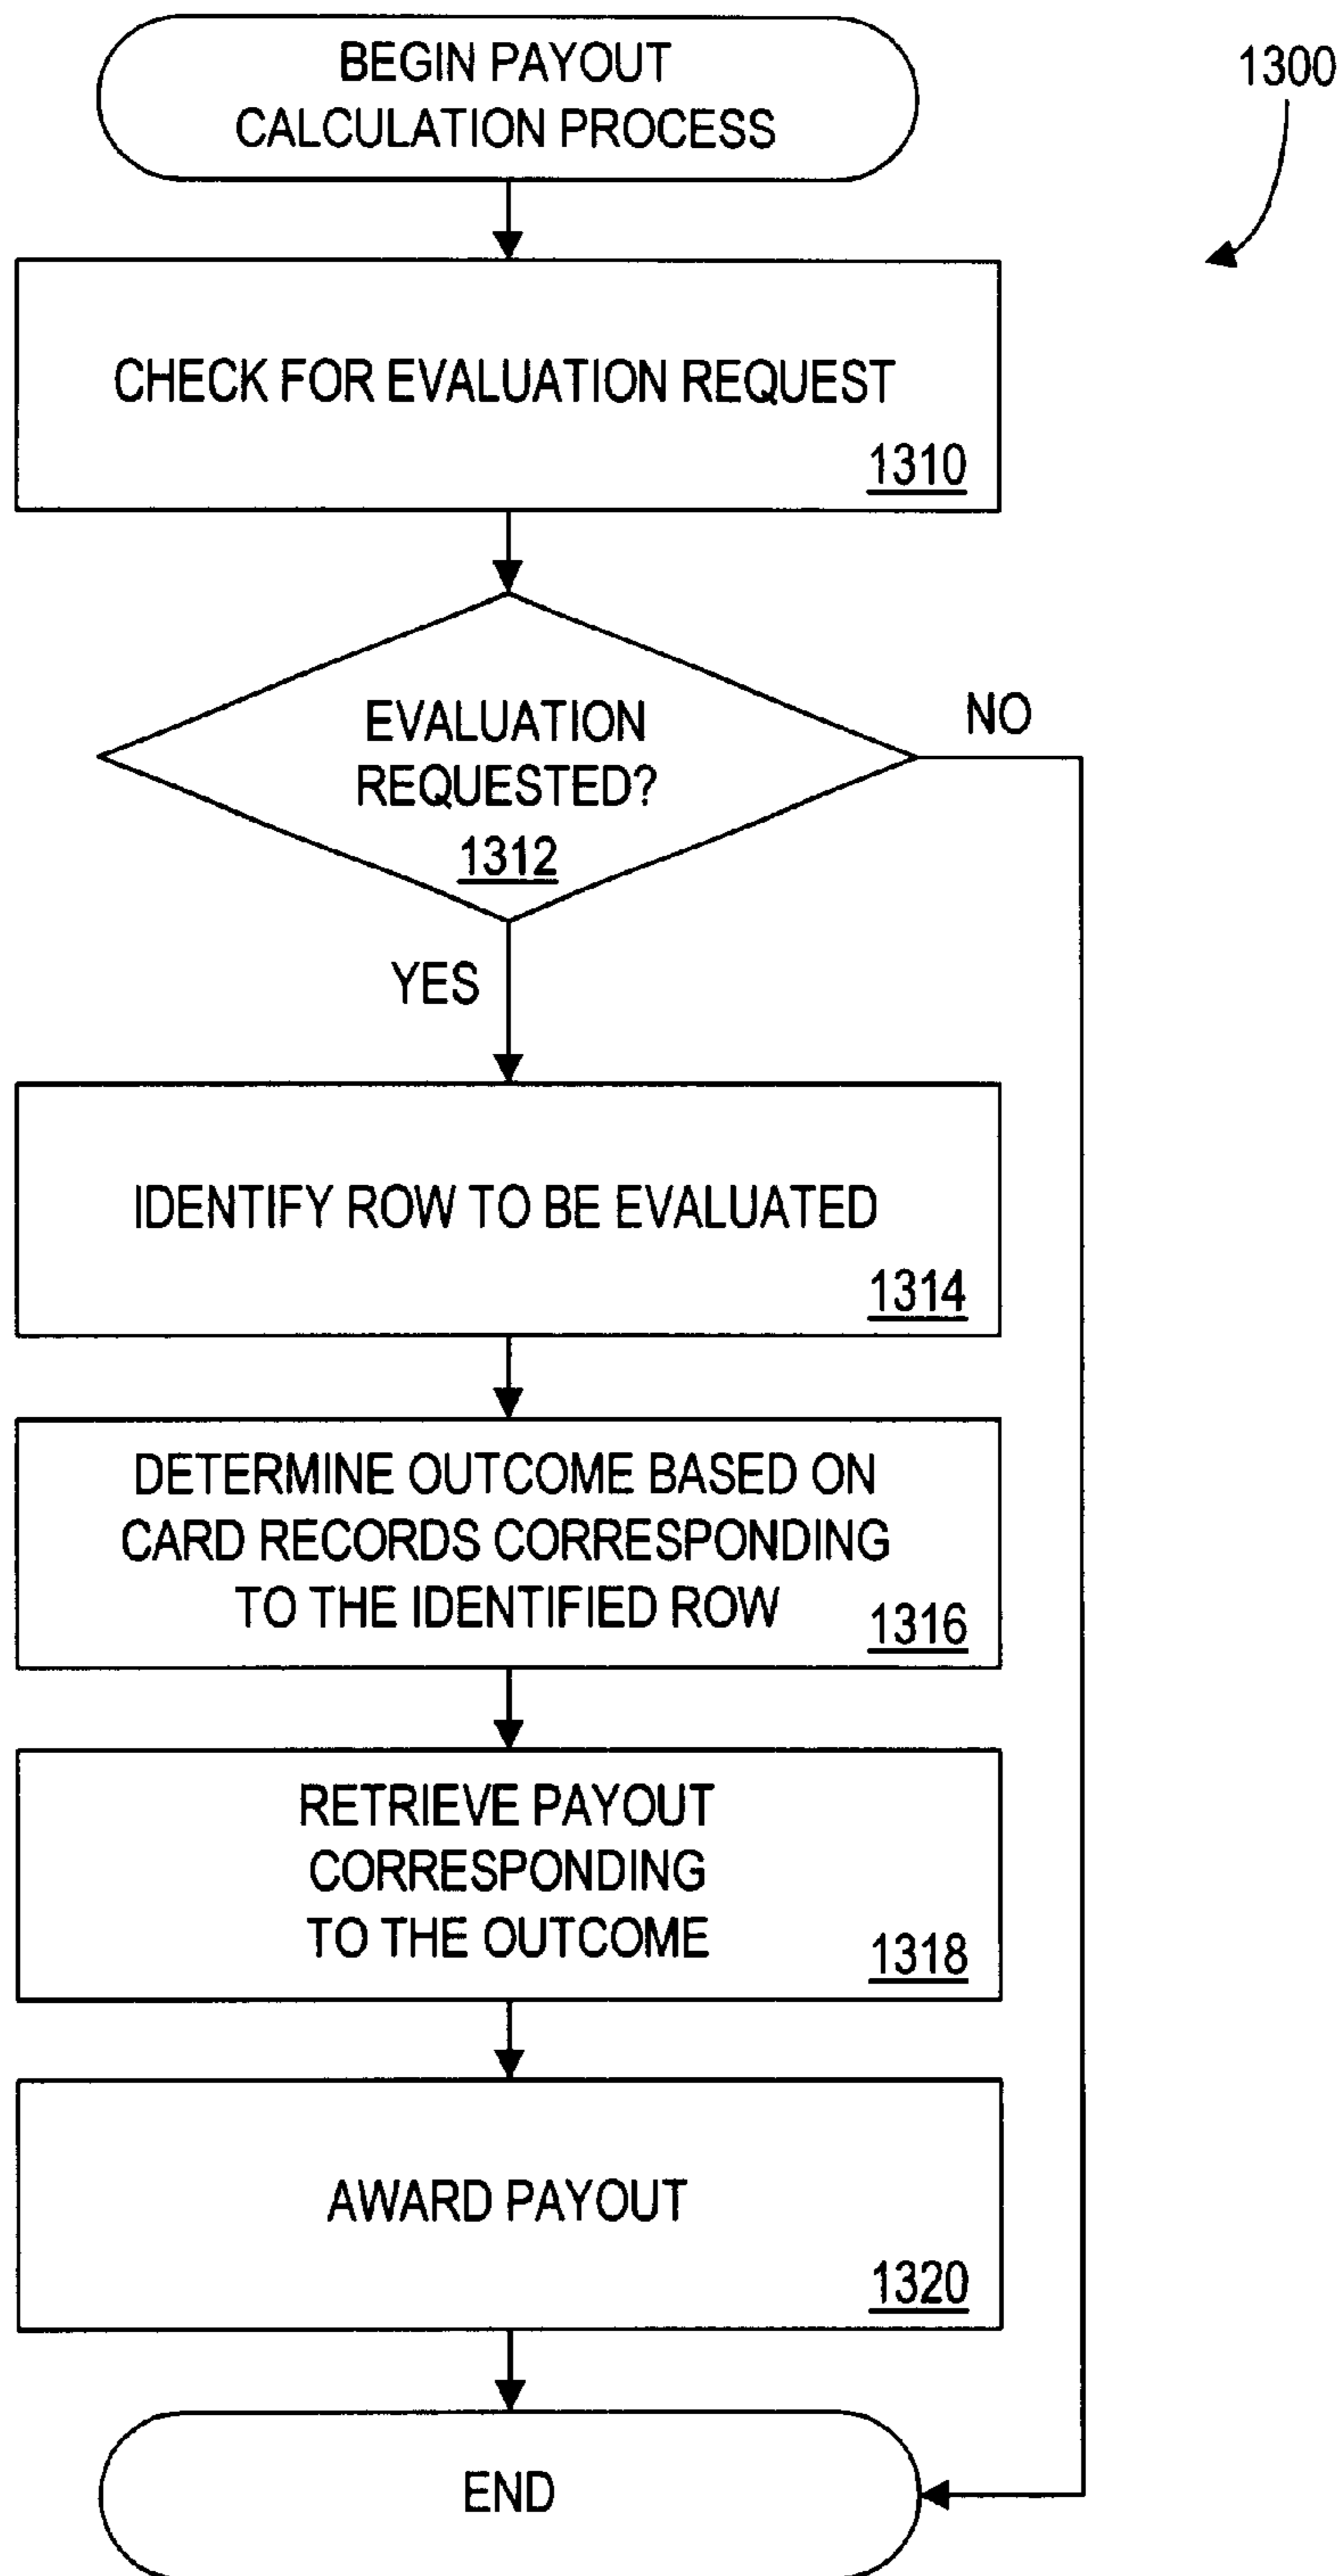 BEGIN PAYOUT
CALCULATION PROCESS
1300
CHECK FOR EVALUATION REQUEST
1310
EVALUATION
REQUESTED?
1312
NO
YES
IDENTIFY ROW TO BE EVALUATED
1314
DETERMINE OUTCOME BASED ON
CARD RECORDS CORRESPONDING
TO THE IDENTIFIED ROW
1316
RETRIEVE PAYOUT
CORRESPONDING
TO THE OUTCOME
1318
AWARD PAYOUT
1320
END